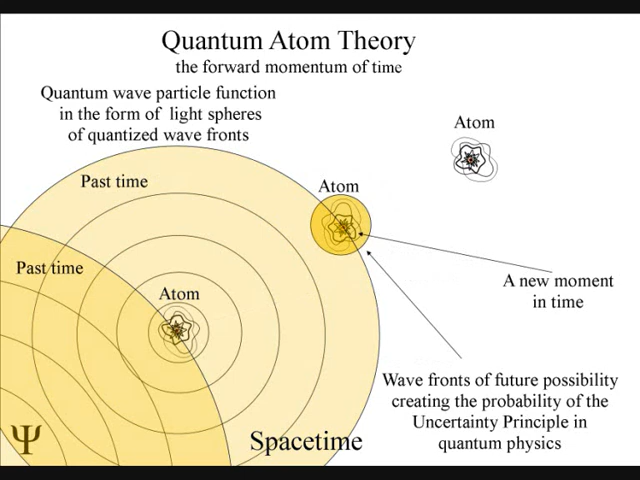 Quantum Atom Theory
the forward momentum of time
Quantum wave particle function
in the form of light spheres
of quantized wave fronts
Atom
Past time
Atom
Past time
Atom
A new moment
in time
Wave fronts of future possibility
creating the probability of the
Uncertainty Principle in
quantum physics
Ψ
Spacetime